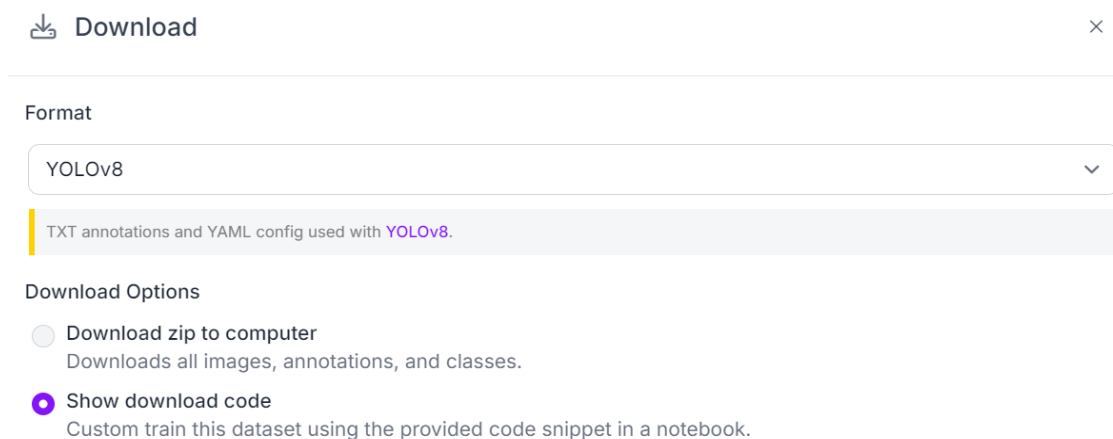 Download
Format
YOLOv8
TXT annotations and YAML config used with YOLOv8.
Download Options
Download zip to computer
Downloads all images, annotations, and classes.
Show download code
Custom train this dataset using the provided code snippet in a notebook.